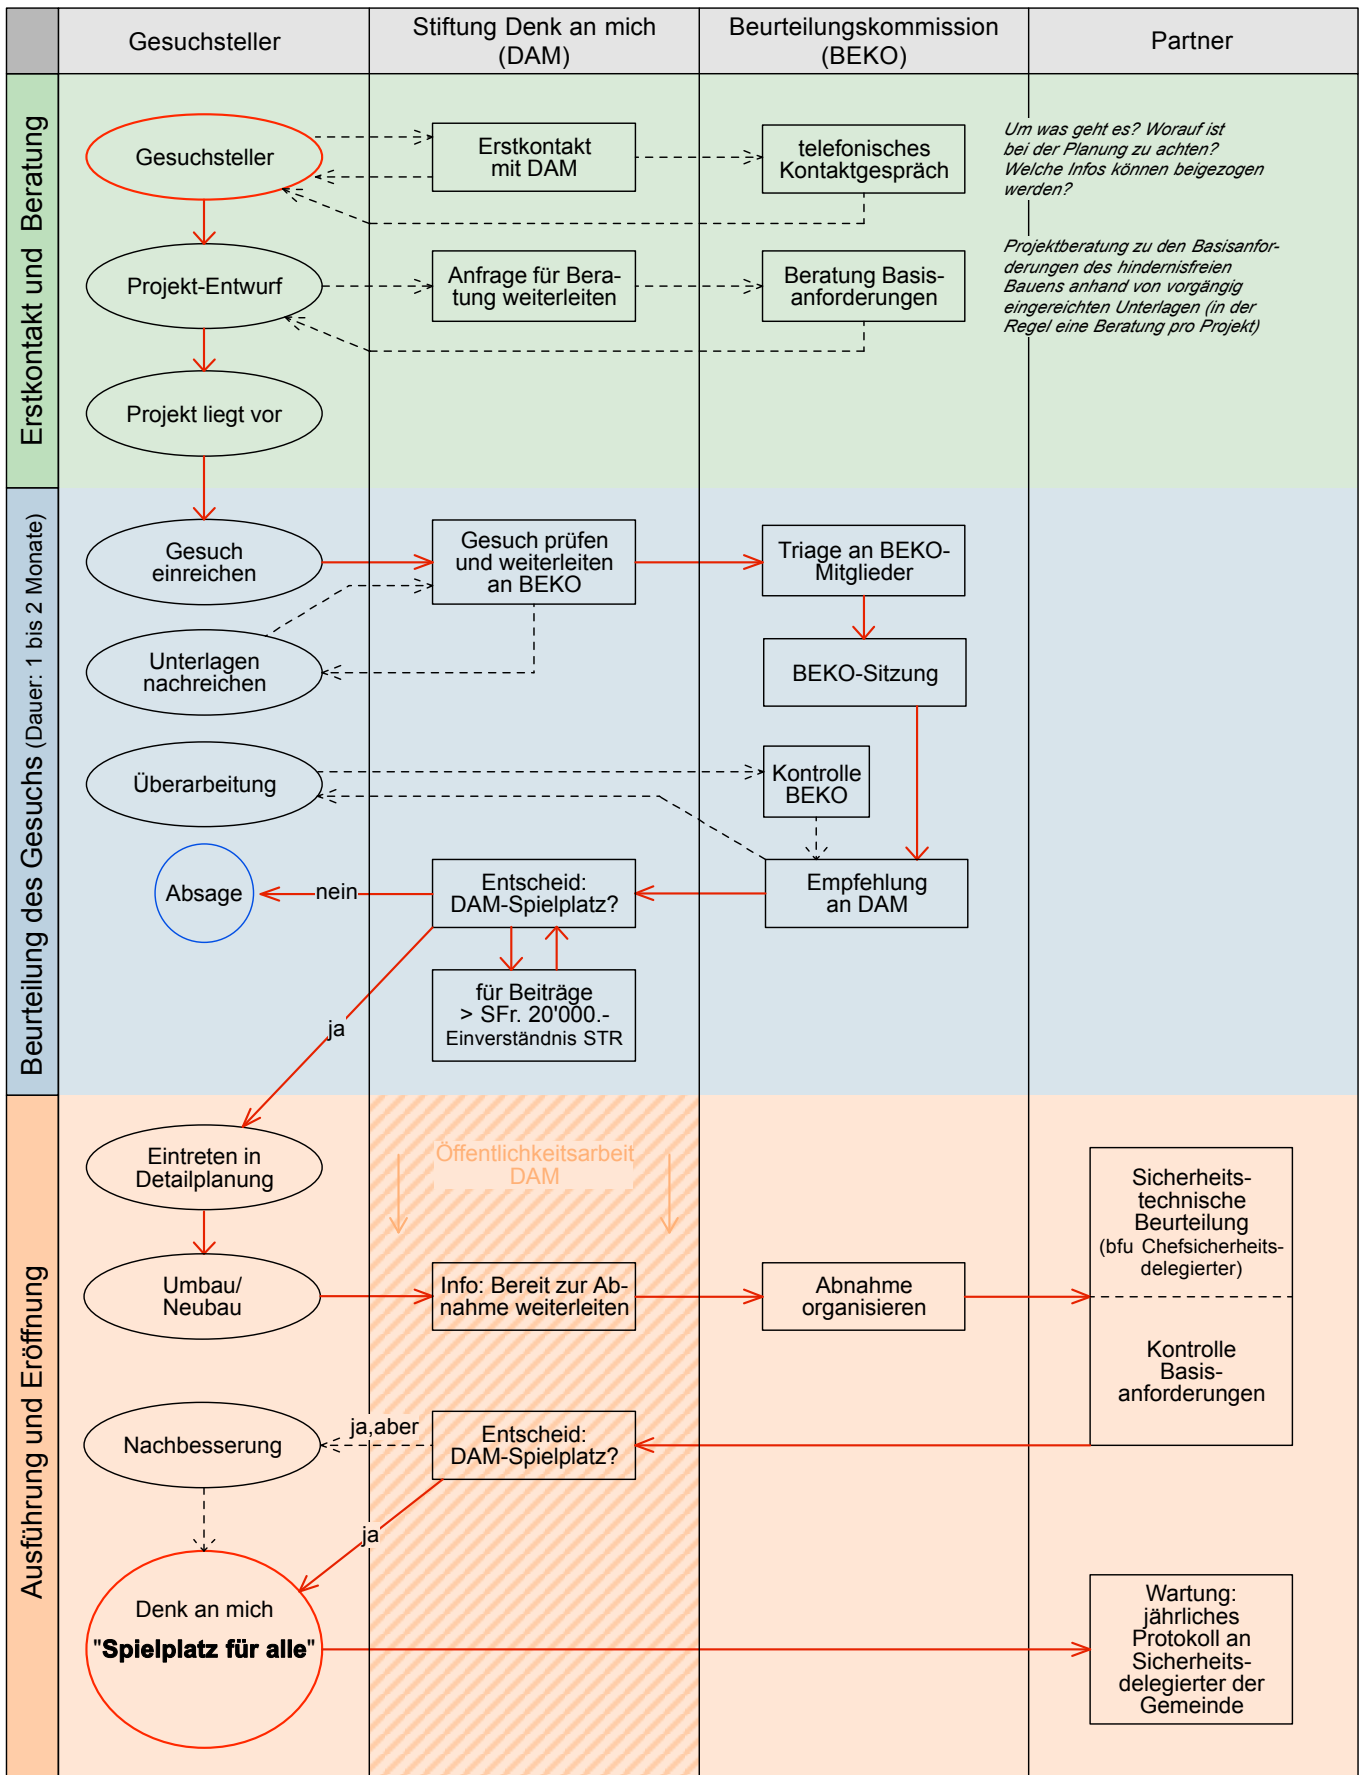 Gesuchsteller
Stiftung Denk an mich
(DAM)
Beurteilungskommission
(BEKO)
Partner
Erstkontakt und Beratung
Gesuchsteller
Erstkontakt
mit DAM
telefonisches
Kontaktgespräch
Um was geht es? Worauf ist
bei der Planung zu achten?
Welche Infos können beigezogen
werden?
Projekt-Entwurf
Anfrage für Bera-
tung weiterleiten
Beratung Basis-
anforderungen
Projektberatung zu den Basisanfor-
derungen des hindernisfreien
Bauens anhand von vorgängig
eingereichten Unterlagen (in der
Regel eine Beratung pro Projekt)
Projekt liegt vor
Beurteilung des Gesuchs (Dauer: 1 bis 2 Monate)
Gesuch
einreichen
Gesuch prüfen
und weiterleiten
an BEKO
Triage an BEKO-
Mitglieder
Unterlagen
nachreichen
BEKO-Sitzung
Überarbeitung
Kontrolle
BEKO
Absage
nein
Entscheid:
DAM-Spielplatz?
Empfehlung
an DAM
für Beiträge
> SFr. 20'000.-
Einverständnis STR
ja
Ausführung und Eröffnung
Eintreten in
Detailplanung
Öffentlichkeitsarbeit
DAM
Sicherheits-
technische
Beurteilung
(bfu Chefsicherheits-
delegierter)
Umbau/
Neubau
Info: Bereit zur Ab-
nahme weiterleiten
Abnahme
organisieren
Kontrolle
Basis-
anforderungen
Nachbesserung
ja,aber
Entscheid:
DAM-Spielplatz?
ja
Denk an mich
"Spielplatz für alle"
Wartung:
jährliches
Protokoll an
Sicherheits-
delegierter der
Gemeinde